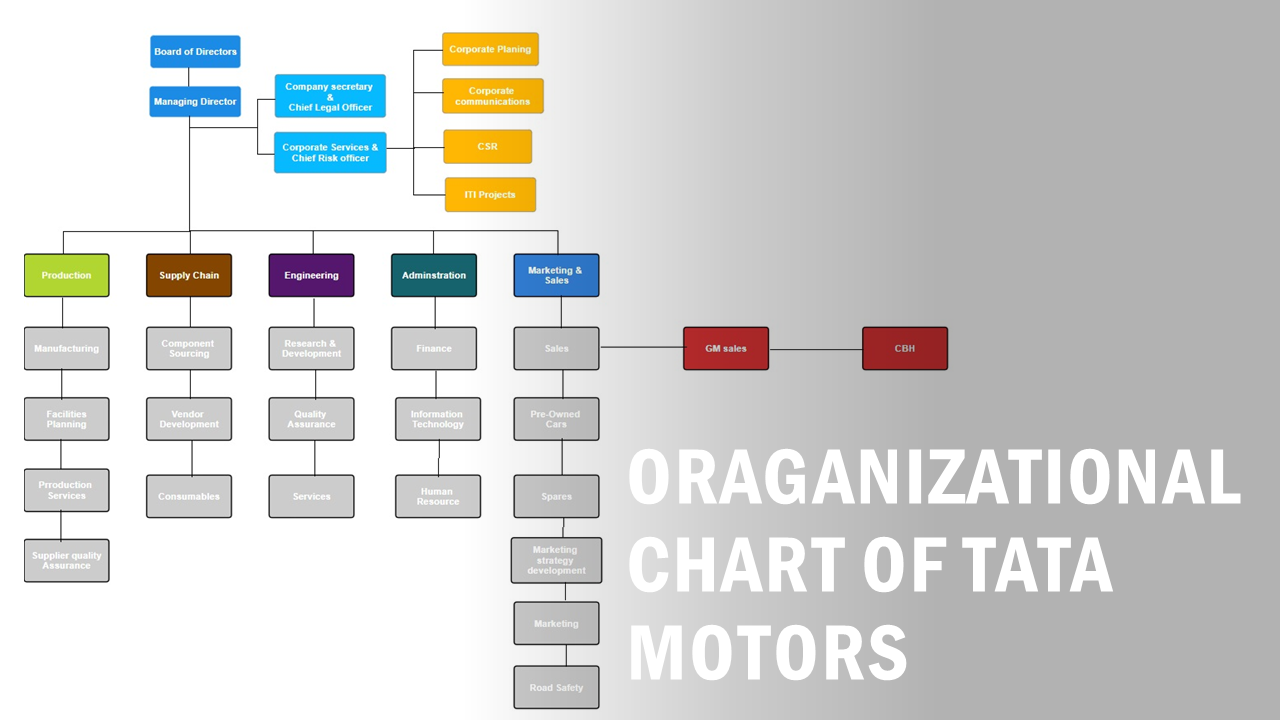 Board of Directors
Managing Director
Company secretary
&
Chief Legal Officer
Corporate Services &
Chief Risk officer
Corporate Planing
Corporate
communications
CSR
ITI Projects
Production
Supply Chain
Engineering
Adminstration
Marketing &
Sales
Manufacturing
Component
Sourcing
Research &
Development
Finance
Sales
GM sales
CBH
Facilities
Planning
Vendor
Development
Quality
Assurance
Information
Technology
Pre-Owned
Cars
Prroduction
Services
Consumables
Services
Human
Resource
Spares
Supplier quality
Assurance
Marketing
strategy
development
Marketing
Road Safety
ORAGANIZATIONAL
CHART OF TATA
MOTORS